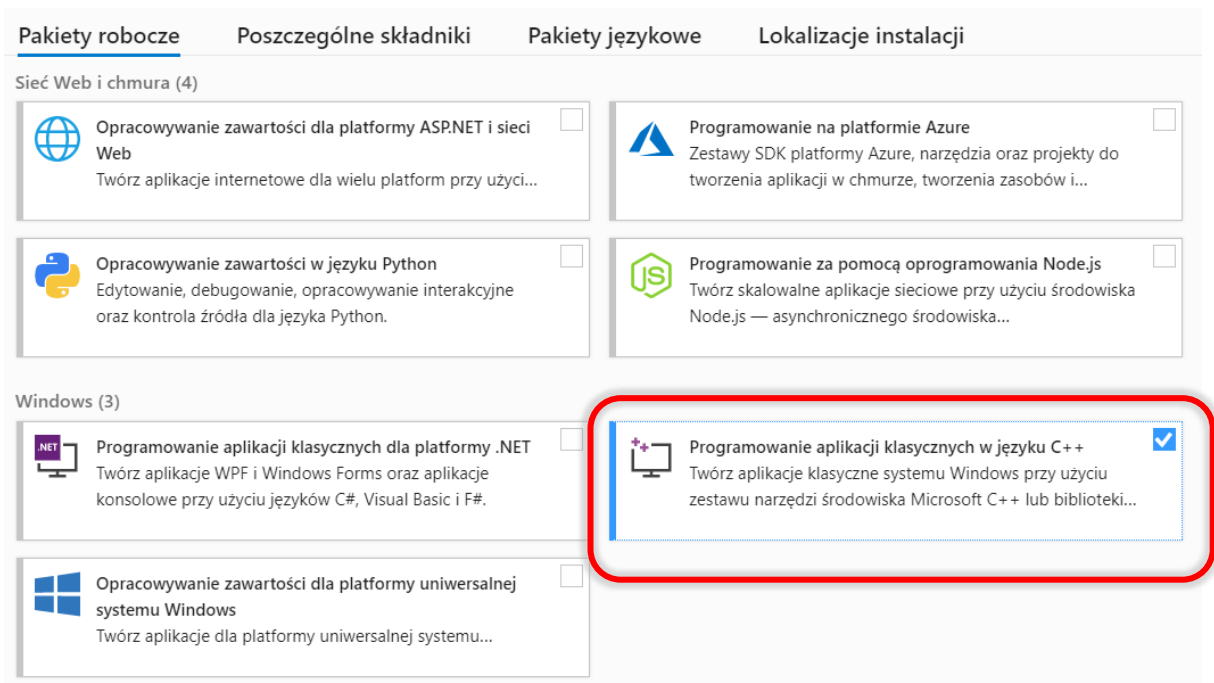 Pakiety robocze Poszczególne składniki Pakiety językowe Lokalizacje instalacji
Sieć Web i chmura (4)
Opracowywanie zawartości dla platformy ASP.NET i sieci
Web
Twórz aplikacje internetowe dla wielu platform przy użyci...
Programowanie na platformie Azure
Zestawy SDK platformy Azure, narzędzia oraz projekty do
tworzenia aplikacji w chmurze, tworzenia zasobów i...
Opracowywanie zawartości w języku Python
Edytowanie, debugowanie, opracowywanie interakcyjne
oraz kontrola źródła dla języka Python.
JS
Programowanie za pomocą oprogramowania Node.js
Twórz skalowalne aplikacje sieciowe przy użyciu środowiska
Node.js — asynchronicznego środowiska...
Windows (3)
.NET
Programowanie aplikacji klasycznych dla platformy .NET
Twórz aplikacje WPF i Windows Forms oraz aplikacje
konsolowe przy użyciu języków C#, Visual Basic i F#.
Programowanie aplikacji klasycznych w języku C++
Twórz aplikacje klasyczne systemu Windows przy użyciu
zestawu narzędzi środowiska Microsoft C++ lub biblioteki...
Opracowywanie zawartości dla platformy uniwersalnej
systemu Windows
Twórz aplikacje dla platformy uniwersalnej systemu...